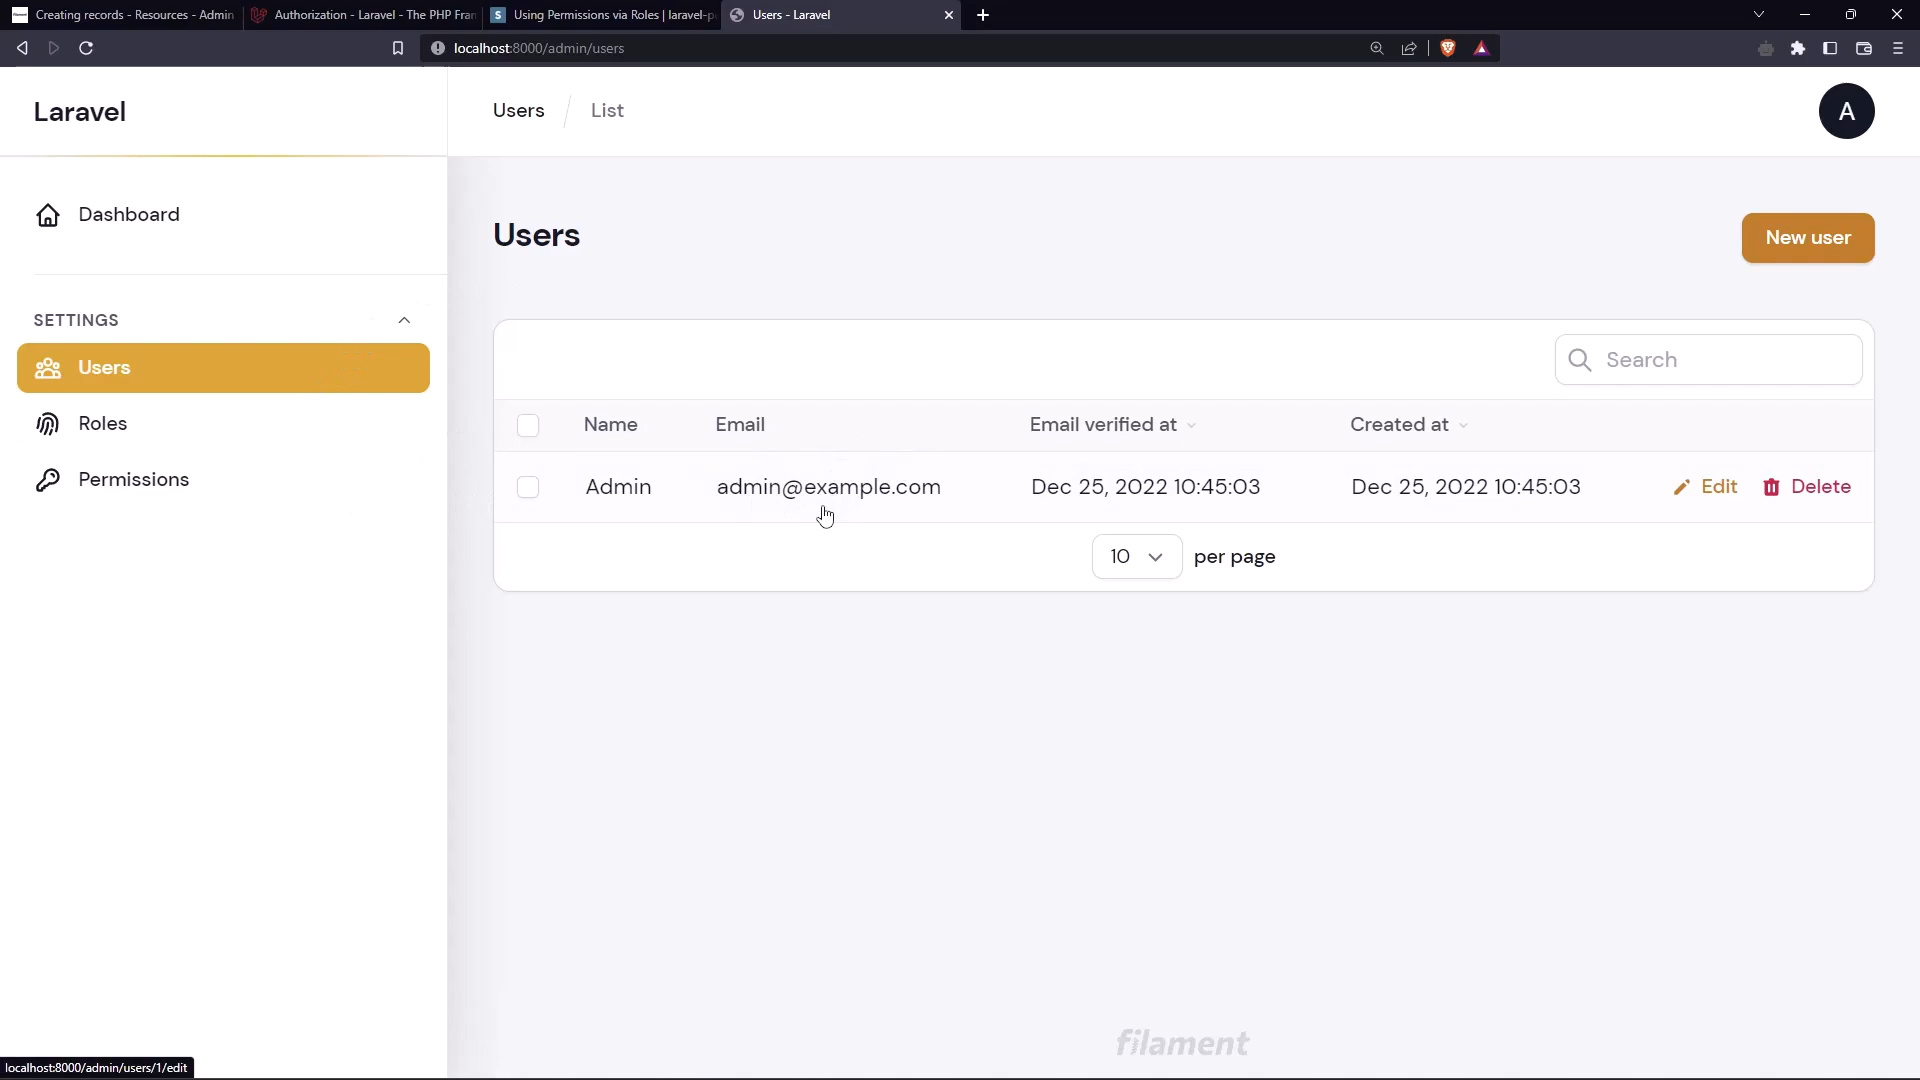 Creating records - Resources - Admin
Authorization - Laravel - The PHP Fran
S Using Permissions via Roles | laravel-p
Users - Laravel
localhost:8000/admin/users
Laravel
Users / List
A
Dashboard
Users
New user
SETTINGS
Users
Roles
Permissions
Search
Name Email Email verified at Created at
Admin admin@example.com Dec 25, 2022 10:45:03 Dec 25, 2022 10:45:03 Edit Delete
10 per page
filament
localhost:8000/admin/users/1/edit